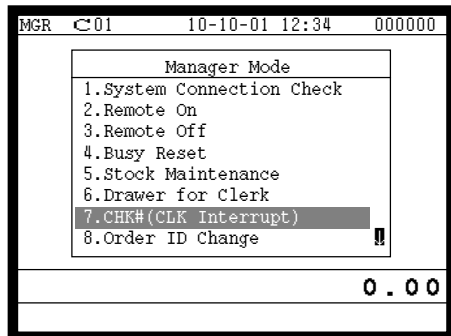 MGR C01 10-10-01 12:34 000000
Manager Mode
1.System Connection Check
2.Remote On
3.Remote Off
4.Busy Reset
5.Stock Maintenance
6.Drawer for Clerk
7.CHK#(CLK Interrupt)
8.Order ID Change
0.00